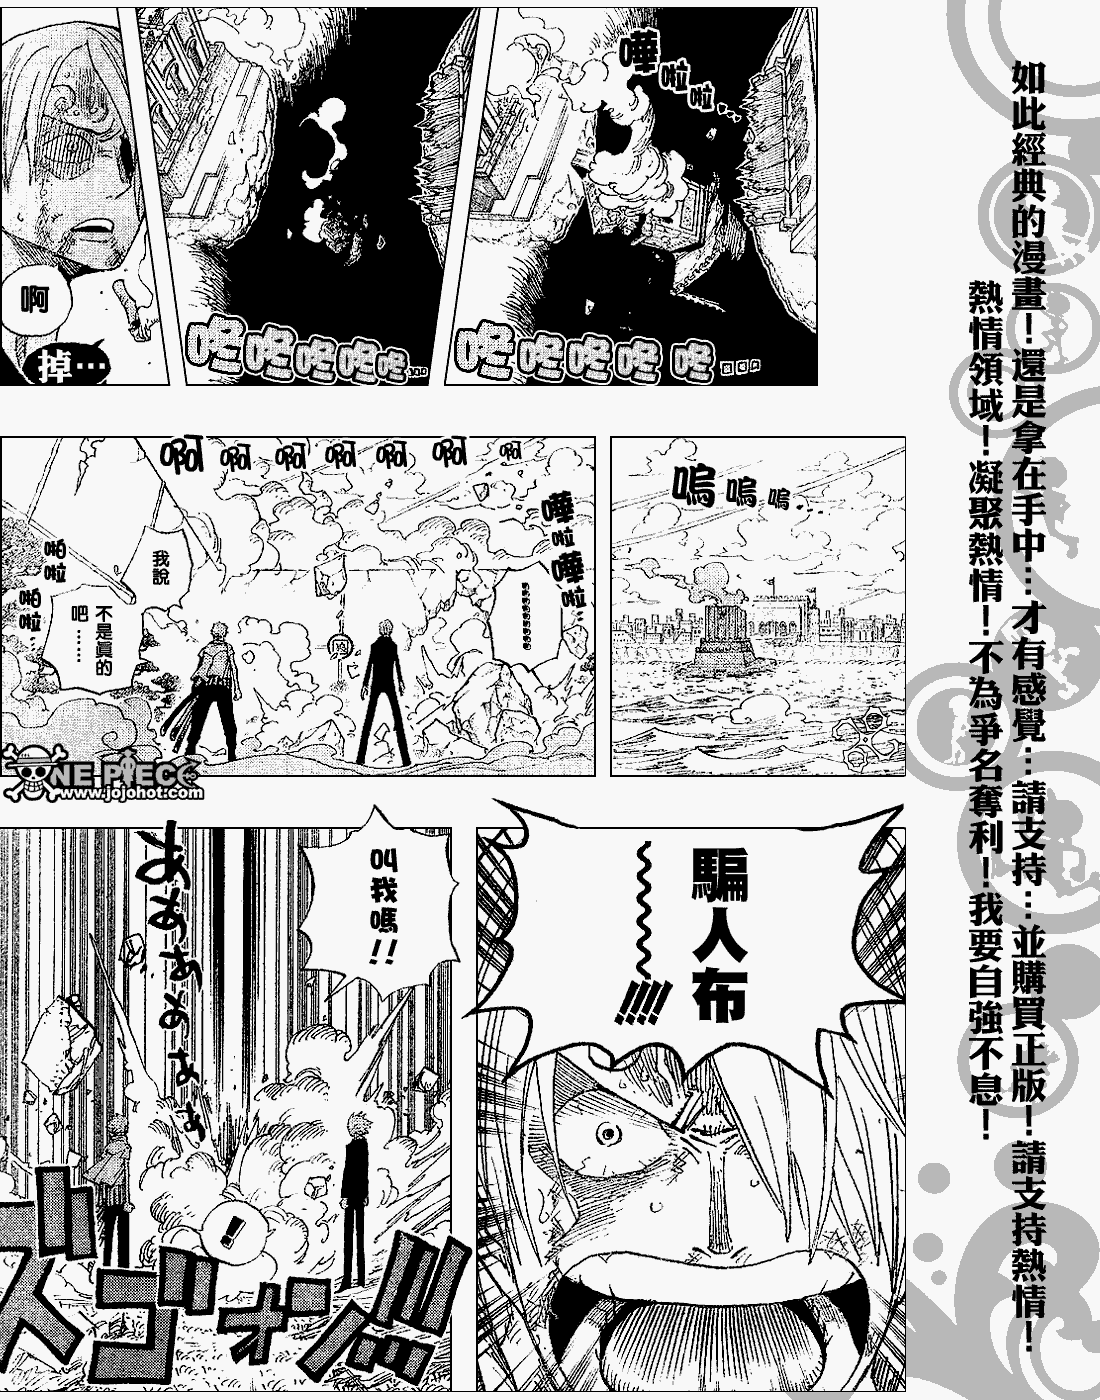 如此經典的漫畫！還是拿在手中…才有感覺…請支持…並購買正版！請支持熱情！
熱情領域！凝聚熱情！不為爭名奪利！我要自強不息！
嘩啦啦…
咚咚咚咚咚…
咚咚咚咚咚…
啊
掉…
嗚嗚嗚…
啊啊啊啊啊啊啊
嘩啦嘩啦…
我說
不是真的
吧……
啪啦啪啦…
ONE PIECE
www.jojohot.com
騙人布
!!!!
叫我嗎!!
ああああああ
!
ズゴォン!!!